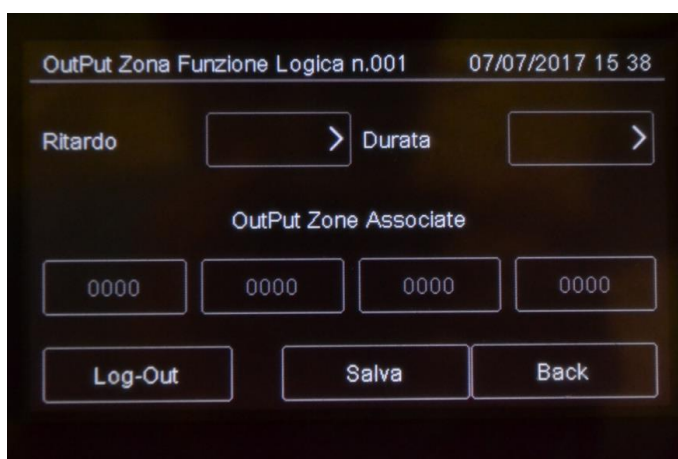 OutPut Zona Funzione Logica n.001 07/07/2017 15 38
Ritardo > Durata >
OutPut Zone Associate
0000 0000 0000 0000
Log-Out Salva Back